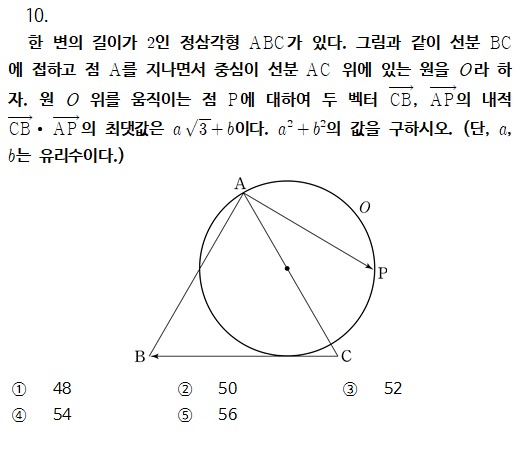 10.
한 변의 길이가 2인 정삼각형 ABC가 있다. 그림과 같이 선분 BC
에 접하고 점 A를 지나면서 중심이 선분 AC 위에 있는 원을 O라 하
자. 원 O 위를 움직이는 점 P에 대하여 두 벡터 $\overrightarrow{CB}$, $\overrightarrow{AP}$의 내적
$\overrightarrow{CB}$ • $\overrightarrow{AP}$의 최댓값은 $a\sqrt{3}+b$이다. $a^2+b^2$의 값을 구하시오. (단, a,
b는 유리수이다.)
A
O
P
B
C
① 48 ② 50 ③ 52
④ 54 ⑤ 56